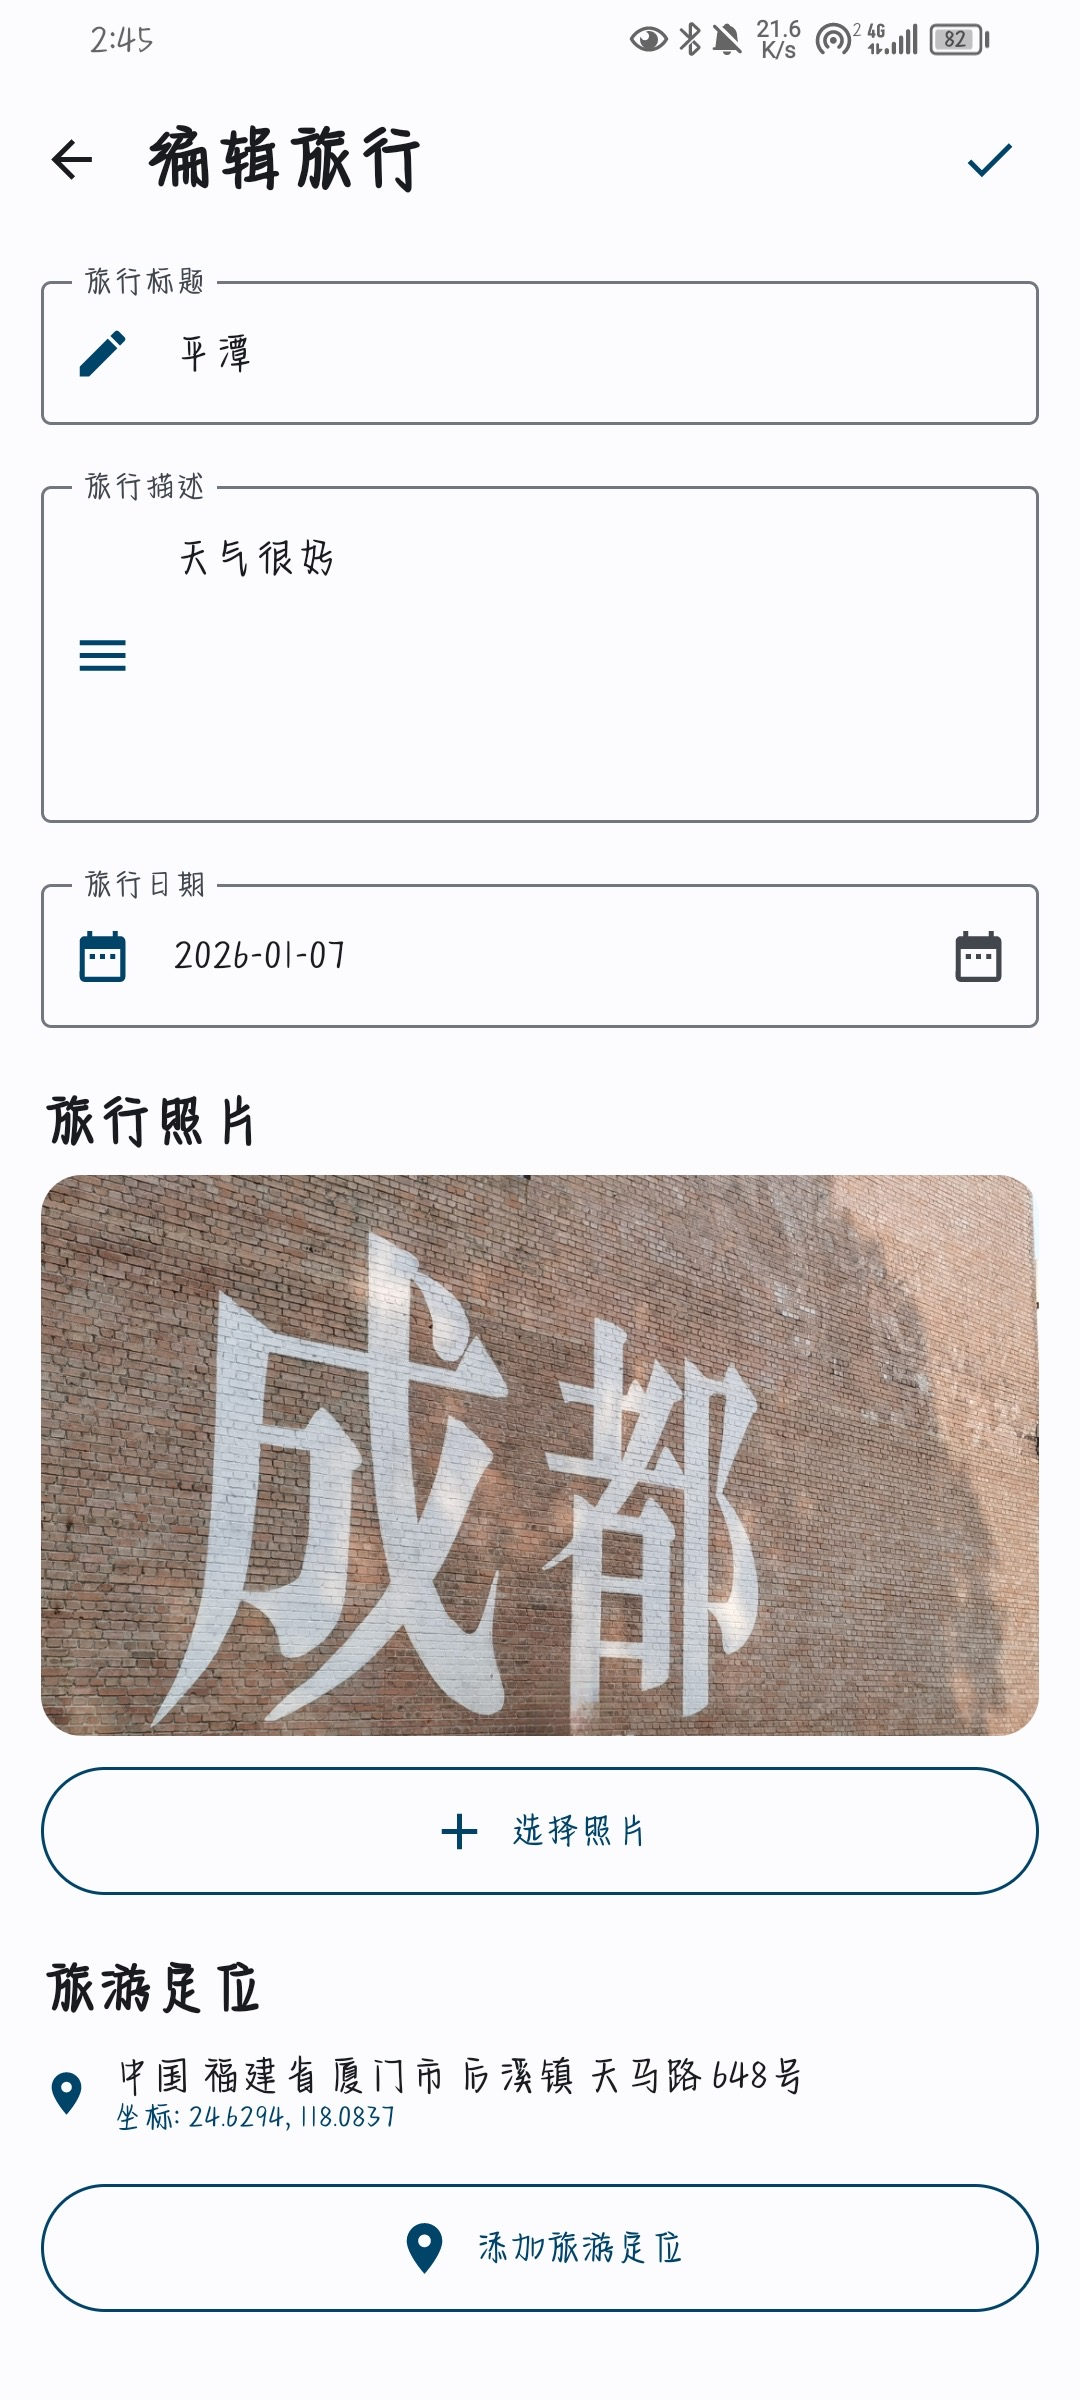 2:45
21.6 K/s
2 4G
82
编辑旅行
旅行标题
平潭
旅行描述
天气很好
旅行日期
2026-01-07
旅行照片
成都
选择照片
旅游定位
中国 福建省 厦门市 后溪镇 天马路 648号
坐标: 24.6294, 118.0837
添加旅游定位